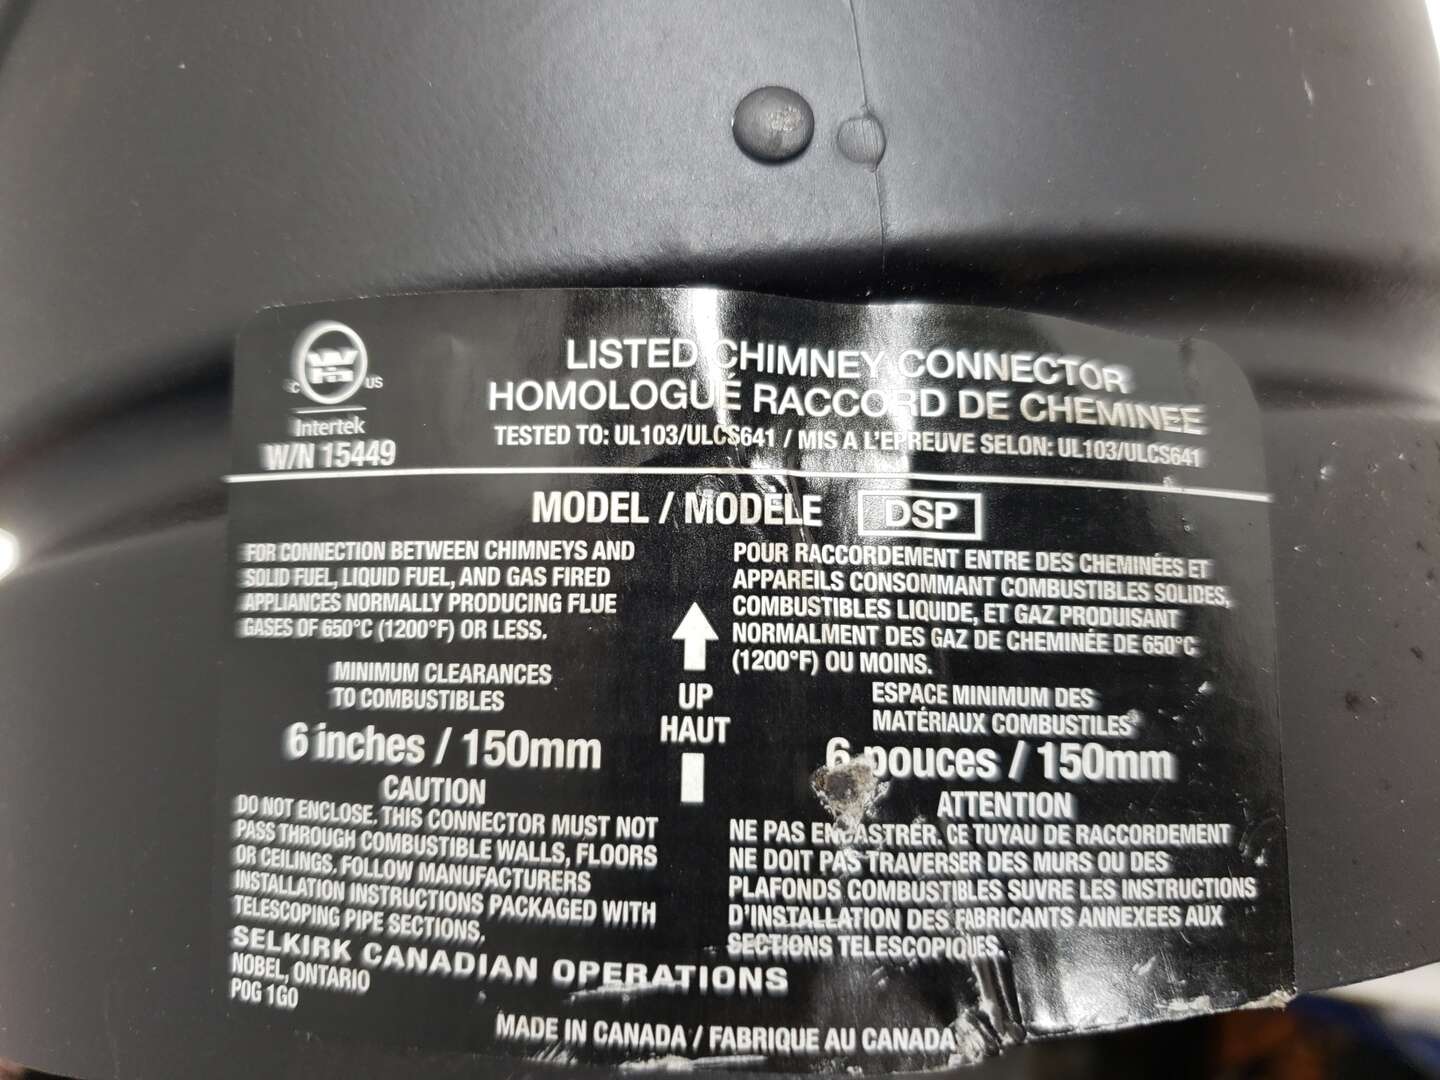 C US
Intertek
W/N 15449
LISTED CHIMNEY CONNECTOR
HOMOLOGUÉ RACCORD DE CHEMINEE
TESTED TO: UL103/ULCS641 / MIS A L'EPREUVE SELON: UL103/ULCS641
MODEL / MODÈLE DSP
FOR CONNECTION BETWEEN CHIMNEYS AND
SOLID FUEL, LIQUID FUEL, AND GAS FIRED
APPLIANCES NORMALLY PRODUCING FLUE
GASES OF 650°C (1200°F) OR LESS.
MINIMUM CLEARANCES
TO COMBUSTIBLES
6 inches / 150mm
CAUTION
DO NOT ENCLOSE. THIS CONNECTOR MUST NOT
PASS THROUGH COMBUSTIBLE WALLS, FLOORS
OR CEILINGS. FOLLOW MANUFACTURERS
INSTALLATION INSTRUCTIONS PACKAGED WITH
TELESCOPING PIPE SECTIONS.
UP
HAUT
POUR RACCORDEMENT ENTRE DES CHEMINÉES ET
APPAREILS CONSOMMANT COMBUSTIBLES SOLIDES,
COMBUSTIBLES LIQUIDE, ET GAZ PRODUISANT
NORMALMENT DES GAZ DE CHEMINÉE DE 650°C
(1200°F) OU MOINS.
ESPACE MINIMUM DES
MATÉRIAUX COMBUSTILES
6 pouces / 150mm
ATTENTION
NE PAS ENCASTRER. CE TUYAU DE RACCORDEMENT
NE DOIT PAS TRAVERSER DES MURS OU DES
PLAFONDS COMBUSTIBLES SUVRE LES INSTRUCTIONS
D'INSTALLATION DES FABRICANTS ANNEXEES AUX
SECTIONS TELESCOPIQUES.
SELKIRK CANADIAN OPERATIONS
NOBEL, ONTARIO
P0G 1G0
MADE IN CANADA / FABRIQUE AU CANADA